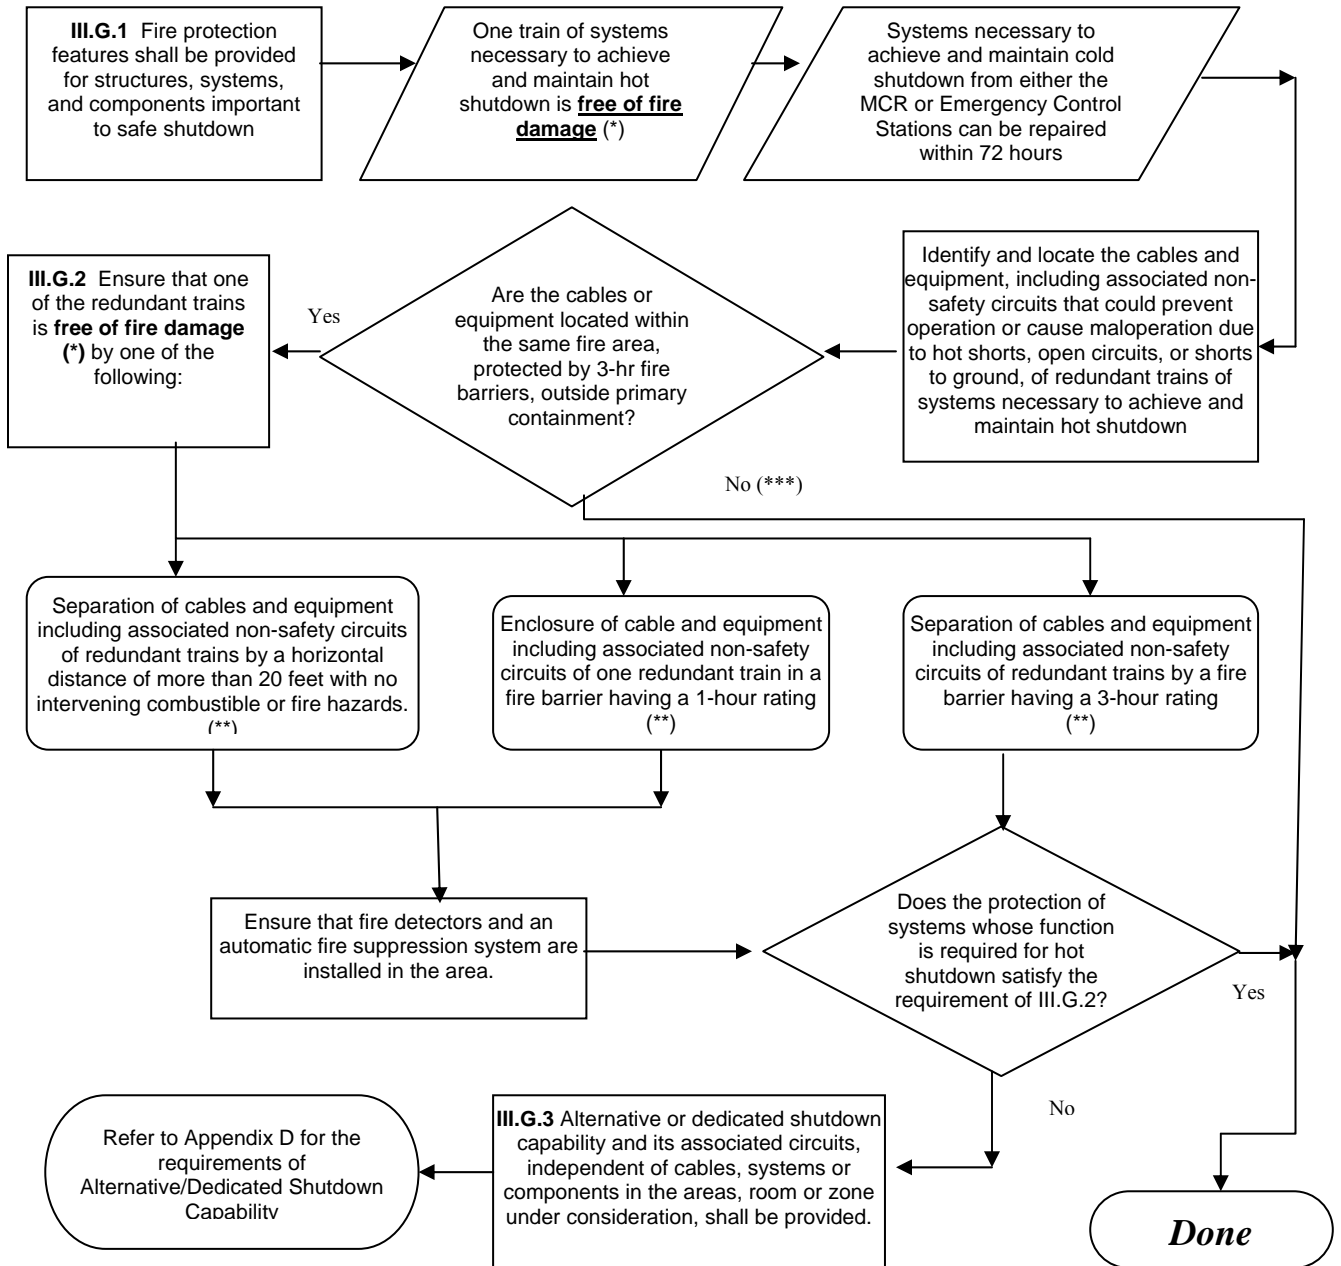 III.G.1 Fire protection
features shall be provided
for structures, systems,
and components important
to safe shutdown
One train of systems
necessary to achieve
and maintain hot
shutdown is free of fire
damage (*)
Systems necessary to
achieve and maintain cold
shutdown from either the
MCR or Emergency Control
Stations can be repaired
within 72 hours
Identify and locate the cables and
equipment, including associated non-
safety circuits that could prevent
operation or cause maloperation due
to hot shorts, open circuits, or shorts
to ground, of redundant trains of
systems necessary to achieve and
maintain hot shutdown
Are the cables or
equipment located within
the same fire area,
protected by 3-hr fire
barriers, outside primary
containment?
Yes
No (***)
III.G.2 Ensure that one
of the redundant trains
is free of fire damage
(*) by one of the
following:
Separation of cables and equipment
including associated non-safety circuits
of redundant trains by a horizontal
distance of more than 20 feet with no
intervening combustible or fire hazards.
(**)
Enclosure of cable and equipment
including associated non-safety
circuits of one redundant train in a
fire barrier having a 1-hour rating
(**)
Separation of cables and equipment
including associated non-safety
circuits of redundant trains by a fire
barrier having a 3-hour rating
(**)
Ensure that fire detectors and an
automatic fire suppression system are
installed in the area.
Does the protection of
systems whose function
is required for hot
shutdown satisfy the
requirement of III.G.2?
Yes
No
III.G.3 Alternative or dedicated shutdown
capability and its associated circuits,
independent of cables, systems or
components in the areas, room or zone
under consideration, shall be provided.
Refer to Appendix D for the
requirements of
Alternative/Dedicated Shutdown
Capability
Done